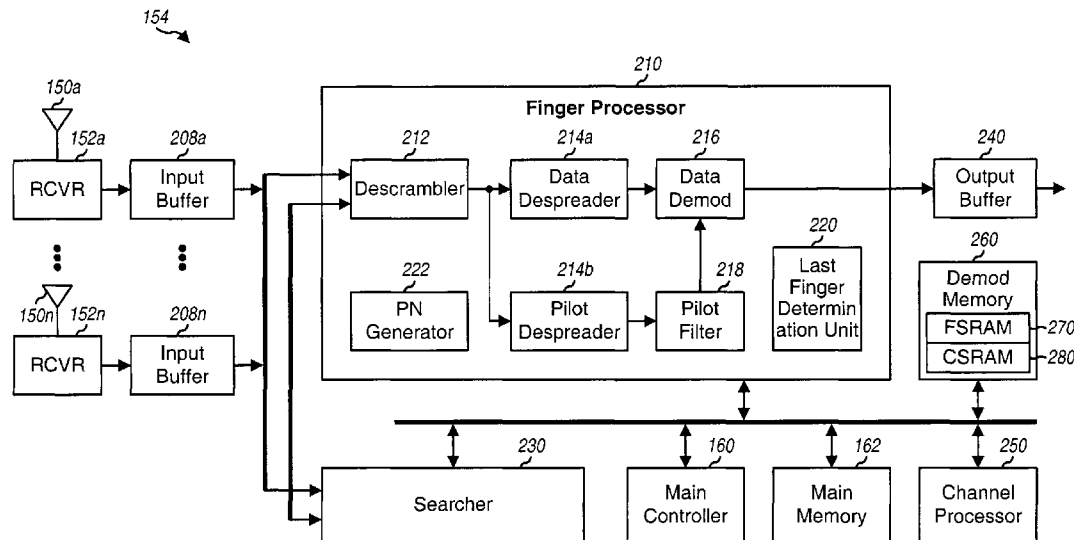 154
150a
152a
RCVR
208a
Input
Buffer
150n
152n
RCVR
208n
Input
Buffer
210
Finger Processor
212
Descrambler
214a
Data
Despreader
216
Data
Demod
222
PN
Generator
214b
Pilot
Despreader
218
Pilot
Filter
220
Last
Finger
Determin
ation Unit
240
Output
Buffer
260
Demod
Memory
FSRAM
270
CSRAM
280
230
Searcher
160
Main
Controller
162
Main
Memory
250
Channel
Processor